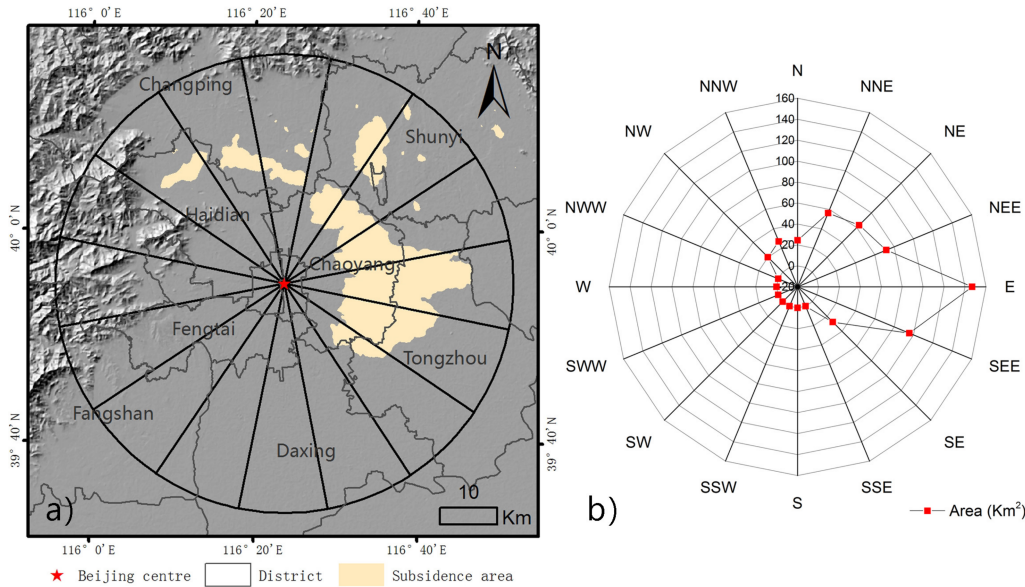 116° 0'E
116° 20'E
116° 40'E
N
Changping
Shunyi
Haidian
Chaoyang
Fengtai
Tongzhou
Fangshan
Daxing
40° 0'N
39° 40'N
40° 0'N
39° 40'N
10
Km
a)
116° 0'E
116° 20'E
116° 40'E
Beijing centre
District
Subsidence area
N
NNE
NE
NEE
E
SEE
SE
SSE
S
SSW
SW
SWW
W
NWW
NW
NNW
160
140
120
100
80
60
40
20
0
-20
b)
Area (Km²)